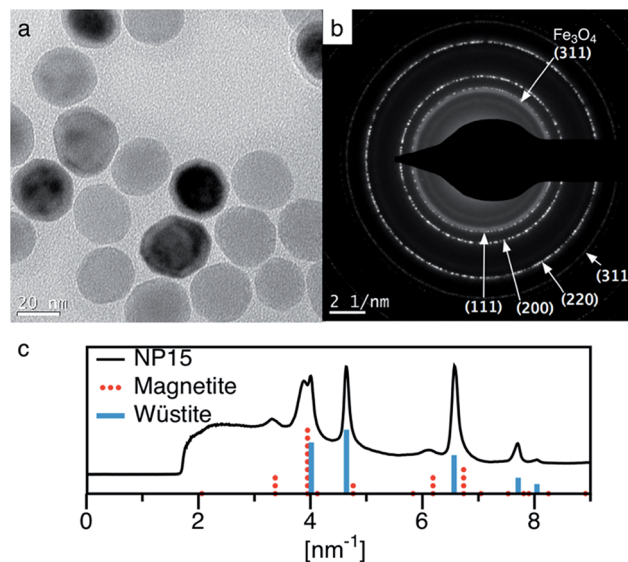 a
20 nm
b
Fe₃O₄
(311)
(111)
(200)
(220)
(311
2 1/nm
c
NP15
Magnetite
Wüstite
0 2 4 6 8
[nm⁻¹]